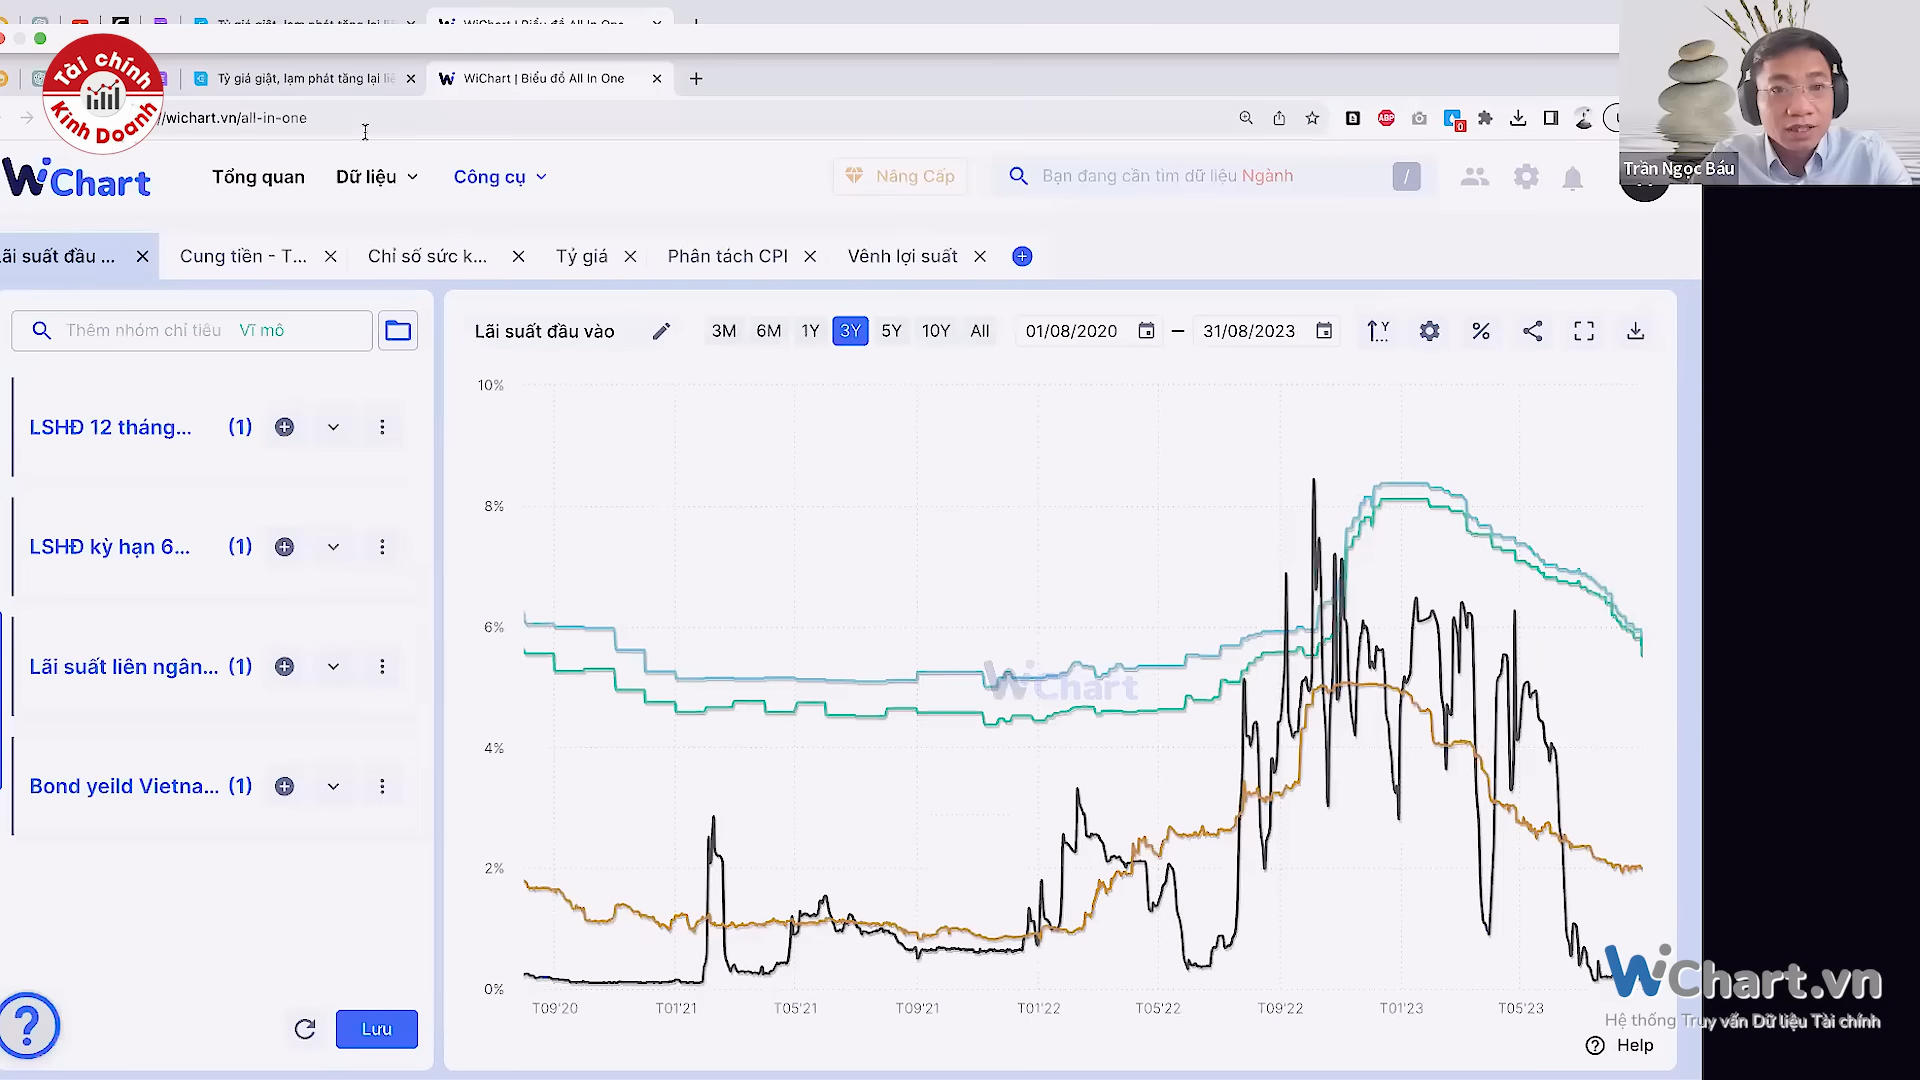 Tỷ giá giật, lạm phát tăng lại liê
WiChart | Biểu đồ All In One
Tài chính
Kinh Doanh
/wichart.vn/all-in-one
Trần Ngọc Báu
WiChart
Tổng quan
Dữ liệu
Công cụ
Nâng Cấp
Bạn đang cần tìm dữ liệu Ngành
/
Lãi suất đầu ...
Cung tiền - T...
Chỉ số sức k...
Tỷ giá
Phân tách CPI
Vênh lợi suất
Thêm nhóm chỉ tiêu Vĩ mô
Lãi suất đầu vào
3M
6M
1Y
3Y
5Y
10Y
All
01/08/2020
–
31/08/2023
LSHĐ 12 tháng... (1)
LSHĐ kỳ hạn 6... (1)
Lãi suất liên ngân... (1)
Bond yeild Vietna... (1)
10%
8%
6%
4%
2%
0%
WiChart
T09'20
T01'21
T05'21
T09'21
T01'22
T05'22
T09'22
T01'23
T05'23
Lưu
WiChart.vn
Hệ thống Truy vấn Dữ liệu Tài chính
Help